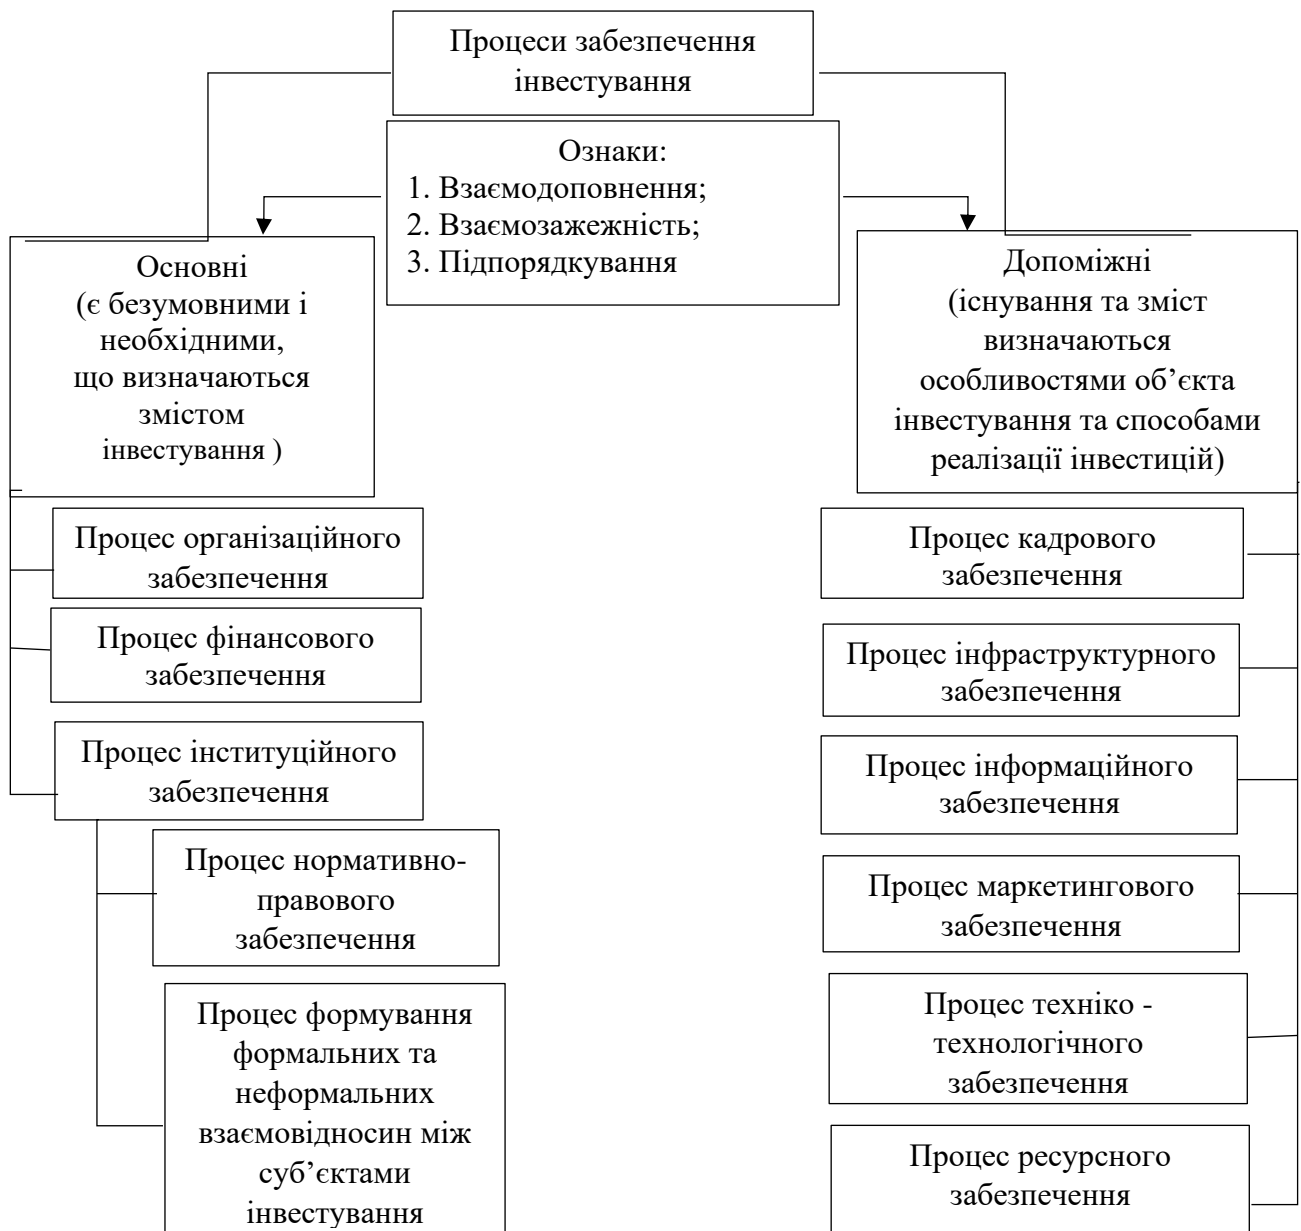 Процеси забезпечення
інвестування
Ознаки:
1. Взаємодоповнення;
2. Взаємозажежність;
3. Підпорядкування
Основні
(є безумовними і
необхідними,
що визначаються
змістом
інвестування )
Допоміжні
(існування та зміст
визначаються
особливостями об’єкта
інвестування та способами
реалізації інвестицій)
Процес організаційного
забезпечення
Процес фінансового
забезпечення
Процес інституційного
забезпечення
Процес нормативно-
правового
забезпечення
Процес формування
формальних та
неформальних
взаємовідносин між
суб’єктами
інвестування
Процес кадрового
забезпечення
Процес інфраструктурного
забезпечення
Процес інформаційного
забезпечення
Процес маркетингового
забезпечення
Процес техніко -
технологічного
забезпечення
Процес ресурсного
забезпечення